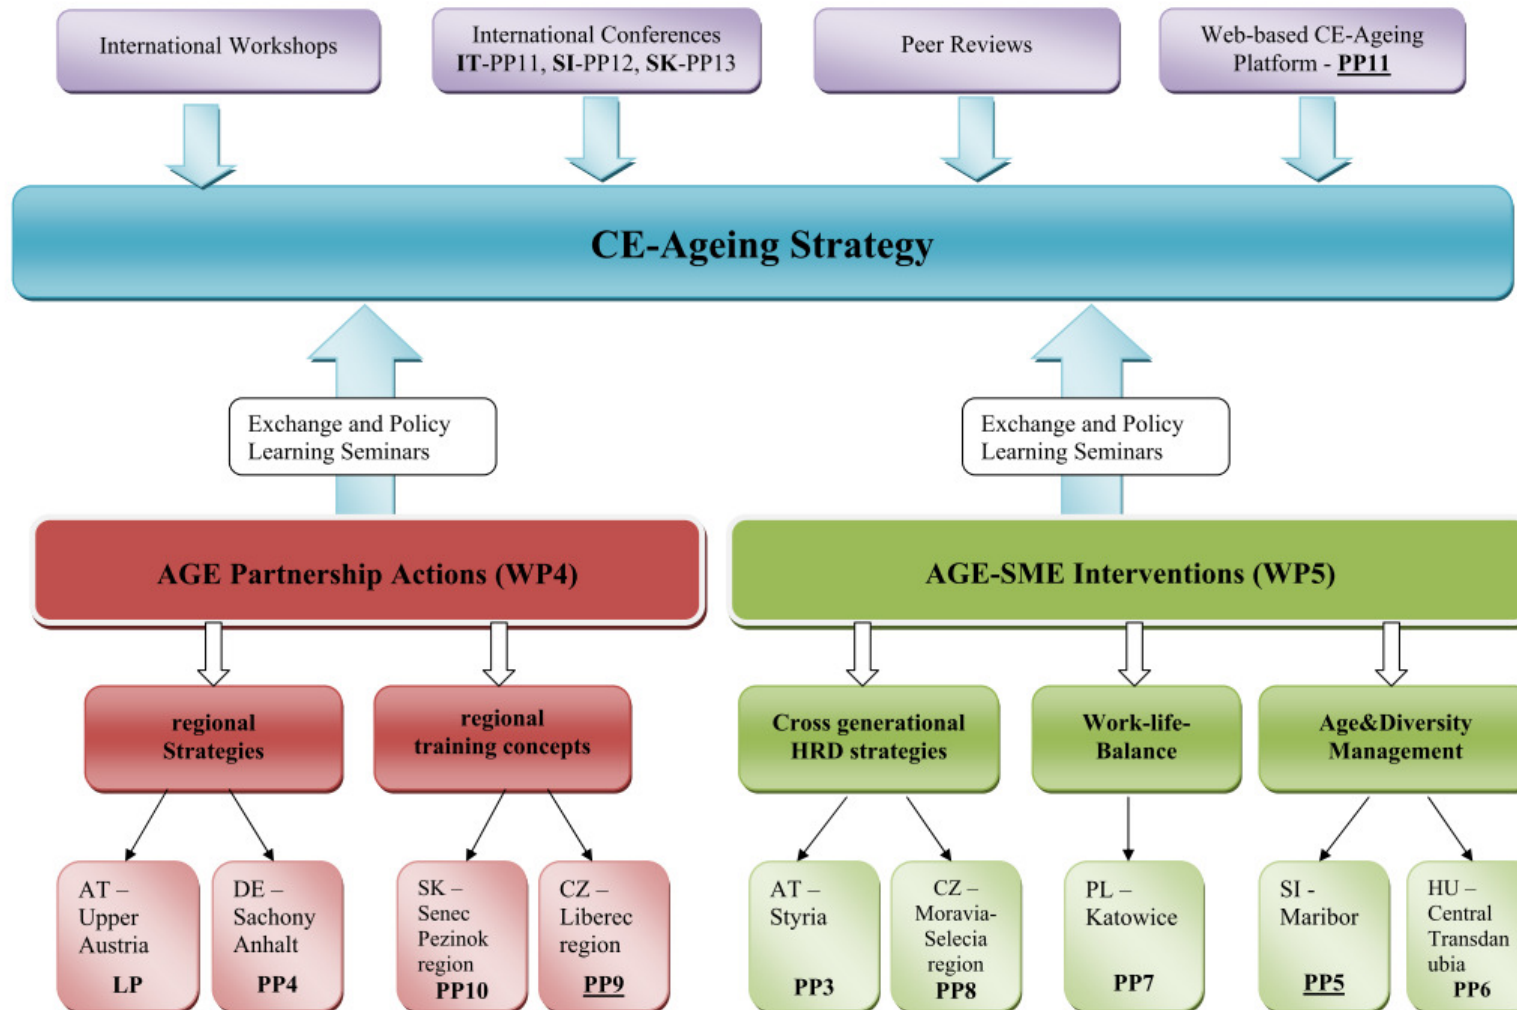 International Workshops
International Conferences
IT-PP11, SI-PP12, SK-PP13
Peer Reviews
Web-based CE-Ageing
Platform - PP11
CE-Ageing Strategy
Exchange and Policy
Learning Seminars
Exchange and Policy
Learning Seminars
AGE Partnership Actions (WP4)
AGE-SME Interventions (WP5)
regional
Strategies
regional
training concepts
Cross generational
HRD strategies
Work-life-
Balance
Age&Diversity
Management
AT –
Upper
Austria
LP
DE –
Sachony
Anhalt
PP4
SK –
Senec
Pezinok
region
PP10
CZ –
Liberec
region
PP9
AT –
Styria
PP3
CZ –
Moravia-
Selecia
region
PP8
PL –
Katowice
PP7
SI -
Maribor
PP5
HU –
Central
Transdan
ubia
PP6